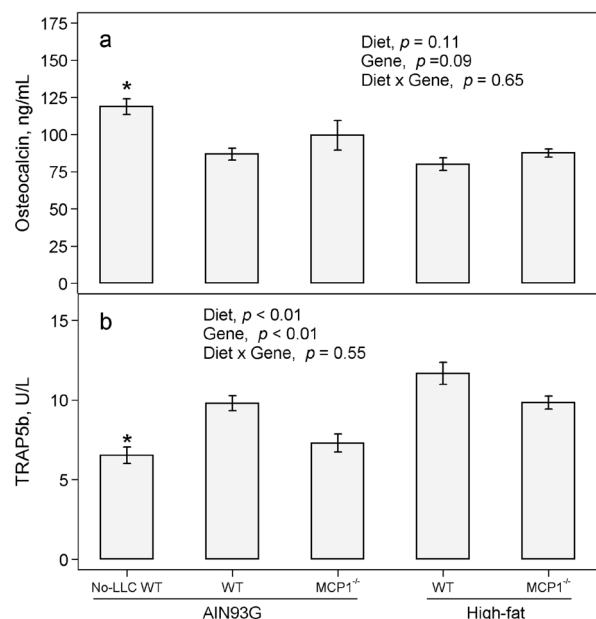 a
Diet, p = 0.11
Gene, p =0.09
Diet x Gene, p = 0.65
Osteocalcin, ng/mL
175
150
125
100
75
50
25
0
*
b
Diet, p < 0.01
Gene, p < 0.01
Diet x Gene, p = 0.55
TRAP5b, U/L
15
10
5
0
*
No-LLC WT WT MCP1-/- WT MCP1-/-
AIN93G High-fat